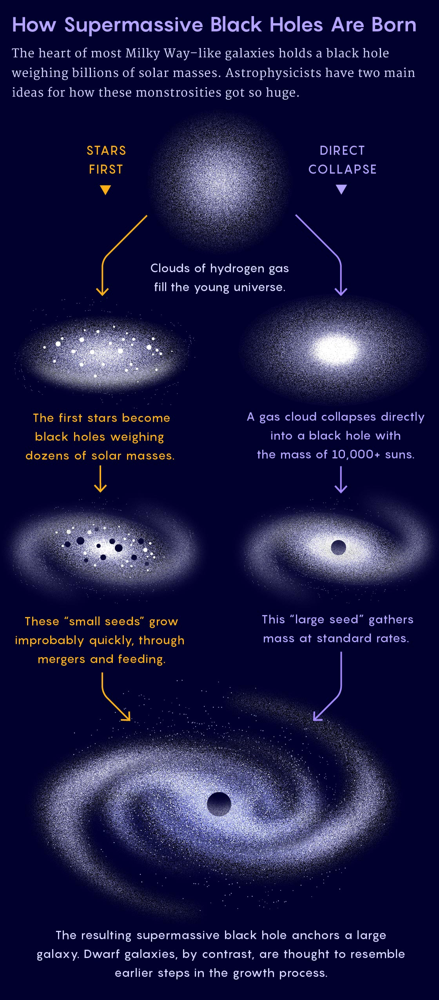 How Supermassive Black Holes Are Born
The heart of most Milky Way–like galaxies holds a black hole
weighing billions of solar masses. Astrophysicists have two main
ideas for how these monstrosities got so huge.
STARS
FIRST
DIRECT
COLLAPSE
Clouds of hydrogen gas
fill the young universe.
The first stars become
black holes weighing
dozens of solar masses.
A gas cloud collapses directly
into a black hole with
the mass of 10,000+ suns.
These “small seeds” grow
improbably quickly, through
mergers and feeding.
This “large seed” gathers
mass at standard rates.
The resulting supermassive black hole anchors a large
galaxy. Dwarf galaxies, by contrast, are thought to resemble
earlier steps in the growth process.